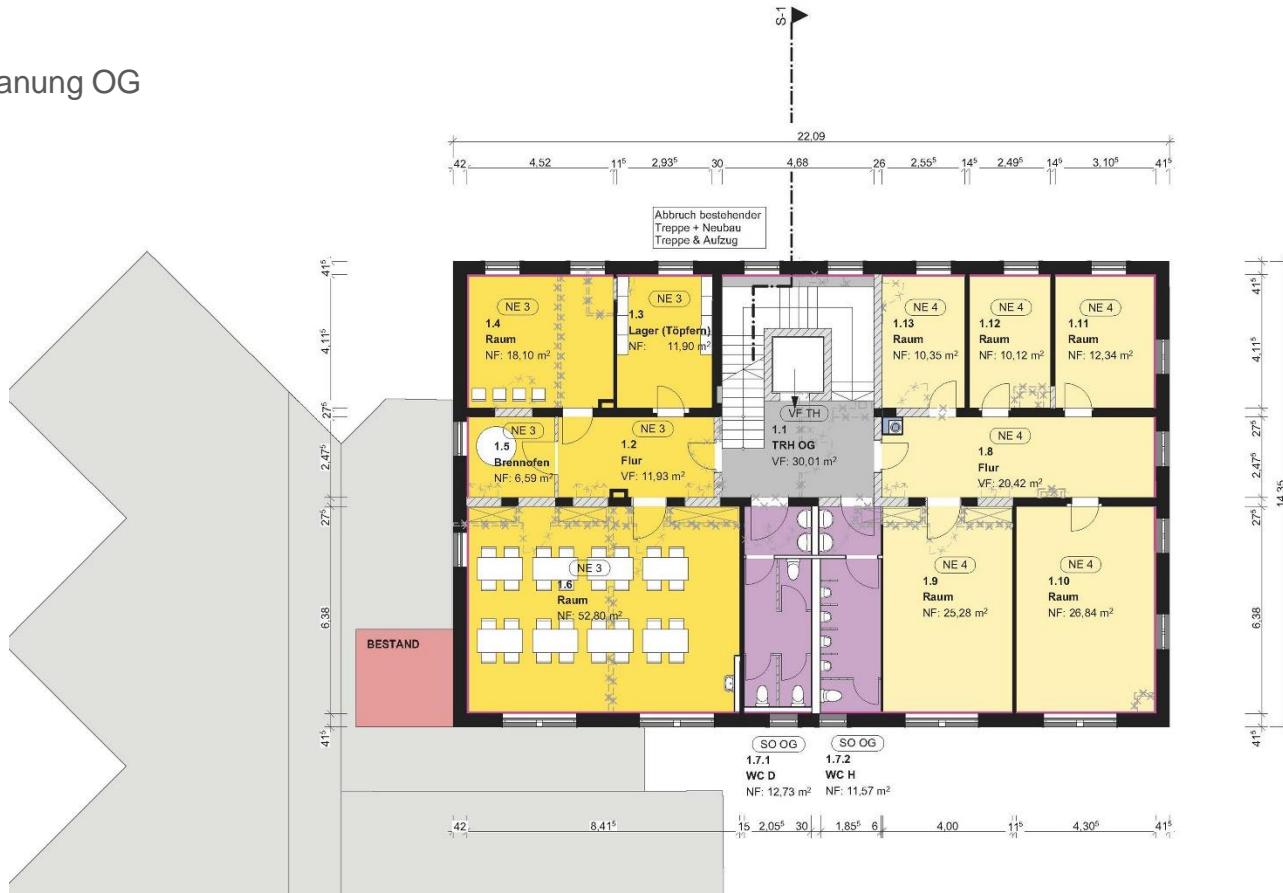 anung OG
S-1
22,09
42 4,52 11⁵ 2,93⁵ 30 4,68 26 2,55⁵ 14⁵ 2,49⁵ 14⁵ 3,10⁵ 41⁵
Abbruch bestehender
Treppe + Neubau
Treppe & Aufzug
41⁵
4,11⁵
27⁵
2,47⁵
27⁵
6,38
41⁵
NE 3
1.4
Raum
NF: 18,10 m²
NE 3
1.3
Lager (Töpfern)
NF: 11,90 m²
NE 4
1.13
Raum
NF: 10,35 m²
NE 4
1.12
Raum
NF: 10,12 m²
NE 4
1.11
Raum
NF: 12,34 m²
NE 3
1.5
Brennofen
NF: 6,59 m²
NE 3
1.2
Flur
VF: 11,93 m²
VF TH
1.1
TRH OG
VF: 30,01 m²
NE 4
1.8
Flur
VF: 20,42 m²
NE 3
1.6
Raum
NF: 52,80 m²
NE 4
1.9
Raum
NF: 25,28 m²
NE 4
1.10
Raum
NF: 26,84 m²
BESTAND
SO OG
1.7.1
WC D
NF: 12,73 m²
SO OG
1.7.2
WC H
NF: 11,57 m²
41⁵
4,11⁵
27⁵
2,47⁵
27⁵
6,38
41⁵
14,35
42 8,41⁵ 15 2,05⁵ 30 1,85⁵ 6 4,00 11⁵ 4,30⁵ 41⁵